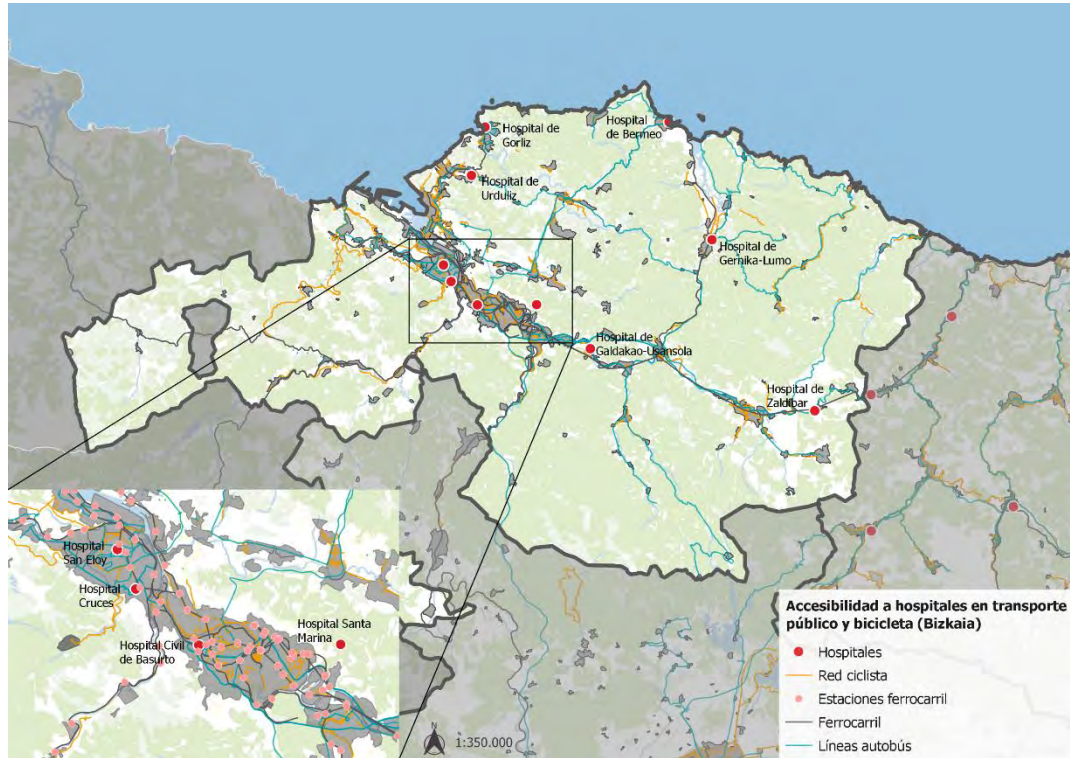 Hospital de
Gorliz
Hospital
de Bermeo
Hospital de
Urduliz
Hospital de
Gernika-Lumo
Hospital de
Galdakao-Usansola
Hospital de
Zaldibar
Hospital
San Eloy
Hospital
Cruces
Hospital Civil
de Basurto
Hospital Santa
Marina
N
1:350.000
Accesibilidad a hospitales en transporte
público y bicicleta (Bizkaia)
Hospitales
Red ciclista
Estaciones ferrocarril
Ferrocarril
Líneas autobús